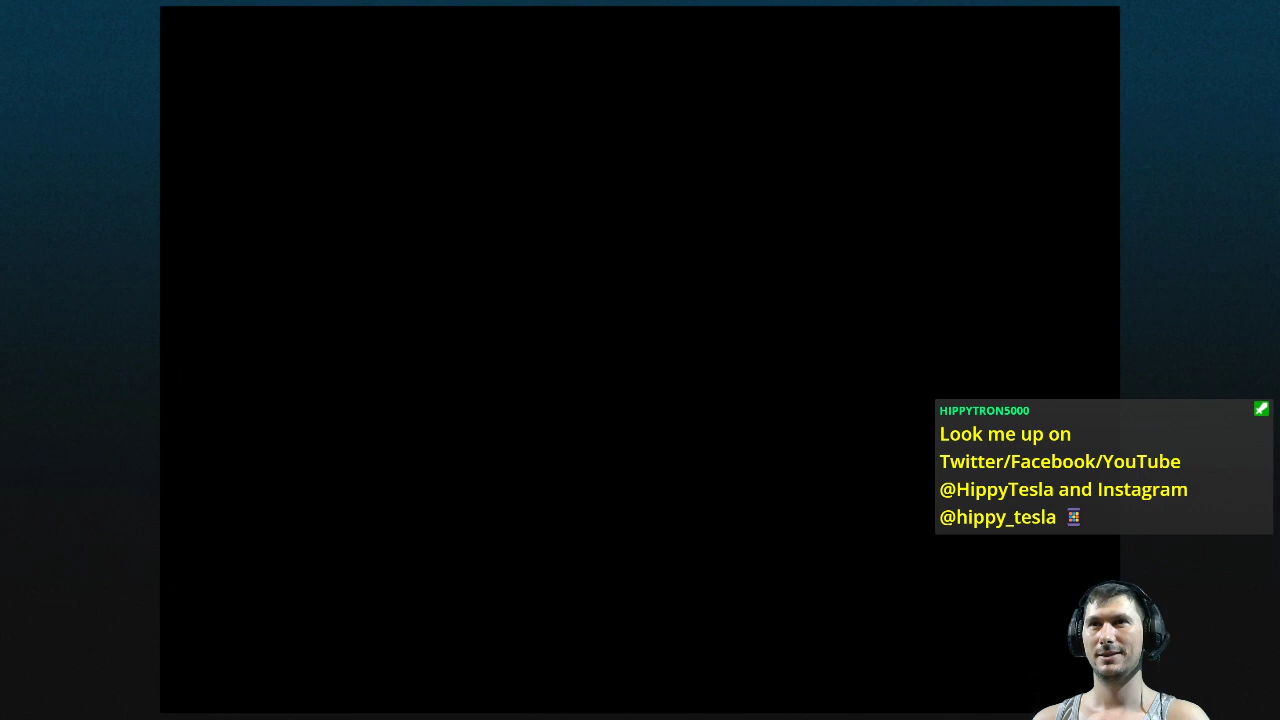 HIPPYTRON5000
Look me up on
Twitter/Facebook/YouTube
@HippyTesla and Instagram
@hippy_tesla